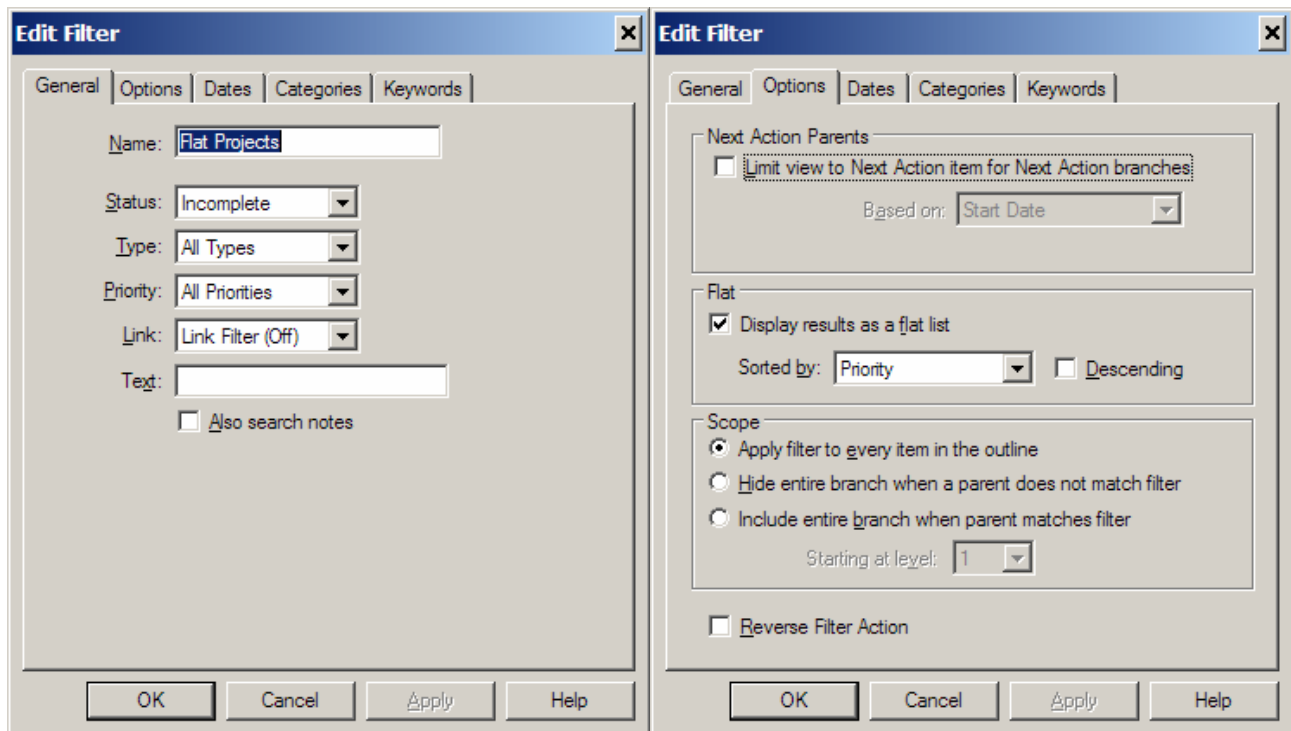 Edit Filter
General Options Dates Categories Keywords
Name: Flat Projects
Status: Incomplete
Type: All Types
Priority: All Priorities
Link: Link Filter (Off)
Text:
Also search notes
OK Cancel Apply Help
Edit Filter
General Options Dates Categories Keywords
Next Action Parents
Limit view to Next Action item for Next Action branches
Based on: Start Date
Flat
Display results as a flat list
Sorted by: Priority Descending
Scope
Apply filter to every item in the outline
Hide entire branch when a parent does not match filter
Include entire branch when parent matches filter
Starting at level: 1
Reverse Filter Action
OK Cancel Apply Help